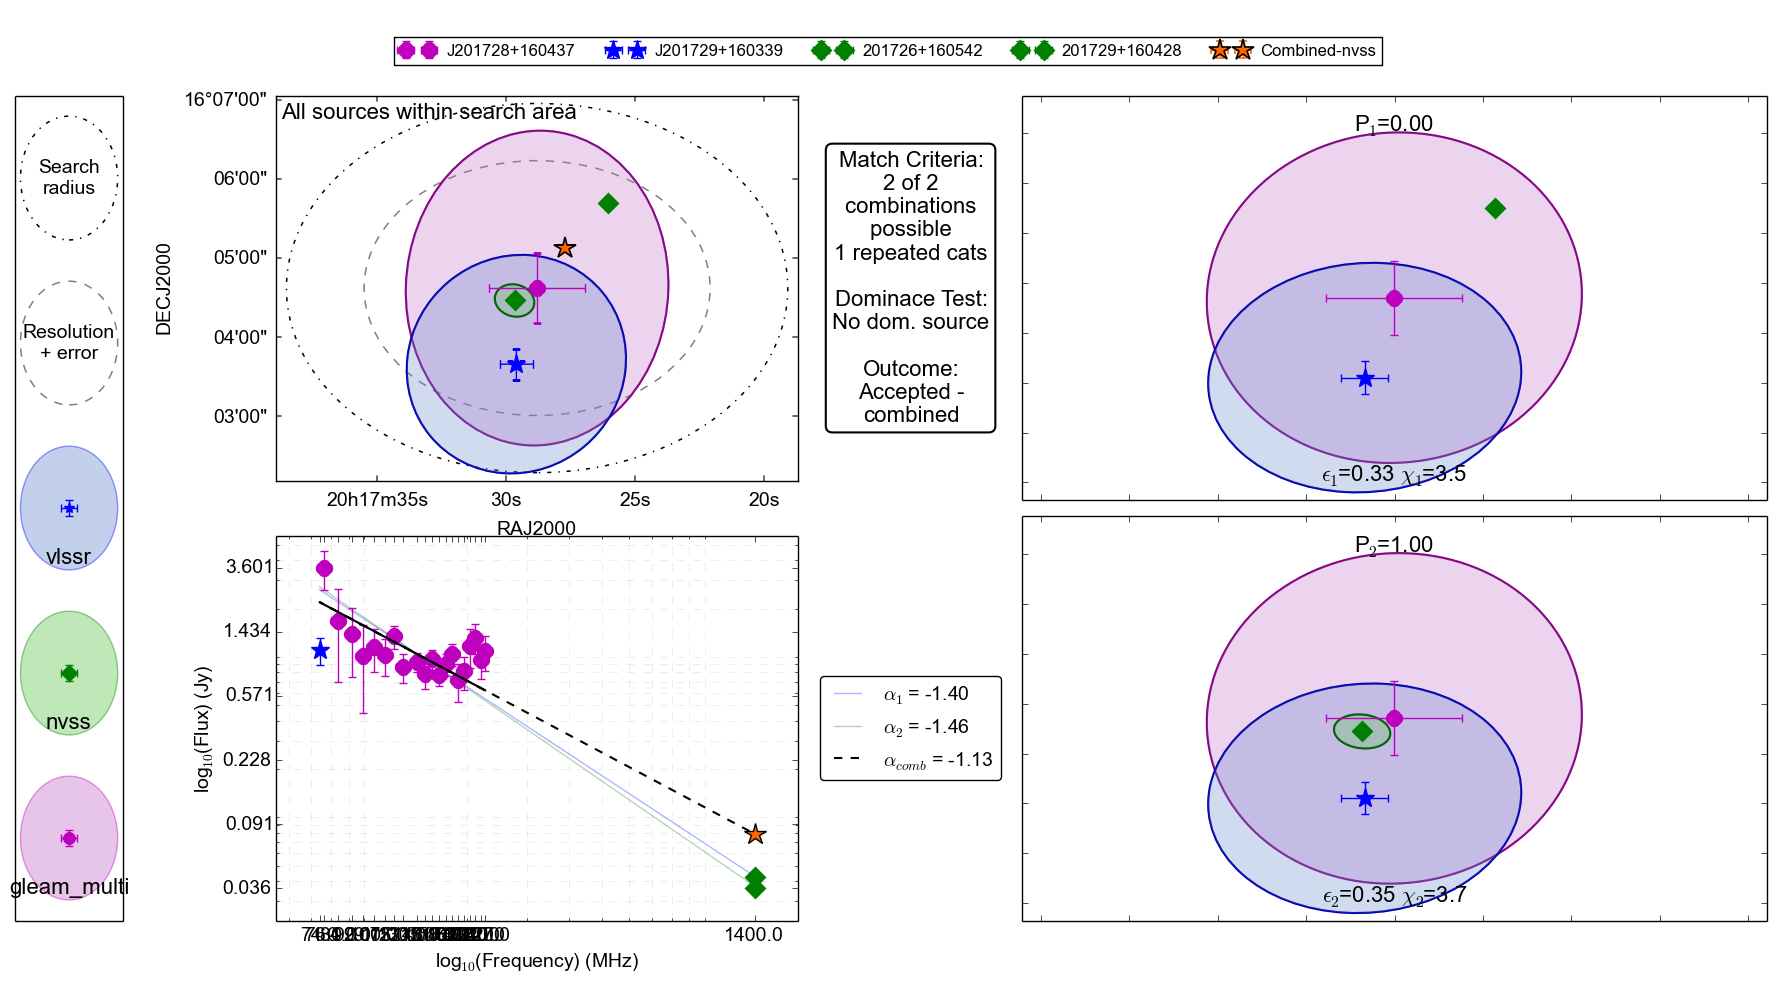 J201728+160437 J201729+160339 201726+160542 201729+160428 Combined-nvss
Search
radius
Resolution
+ error
vlssr
nvss
gleam_multi
All sources within search area
16°07'00"
06'00"
05'00"
04'00"
03'00"
DECJ2000
20h17m35s 30s 25s 20s
RAJ2000
Match Criteria:
2 of 2
combinations
possible
1 repeated cats
Dominace Test:
No dom. source
Outcome:
Accepted -
combined
P1=0.00
ϵ1=0.33 χ1=3.5
P2=1.00
ϵ2=0.35 χ2=3.7
3.601
1.434
0.571
0.228
0.091
0.036
log10(Flux) (Jy)
1400.0
log10(Frequency) (MHz)
α1 = -1.40
α2 = -1.46
αcomb = -1.13